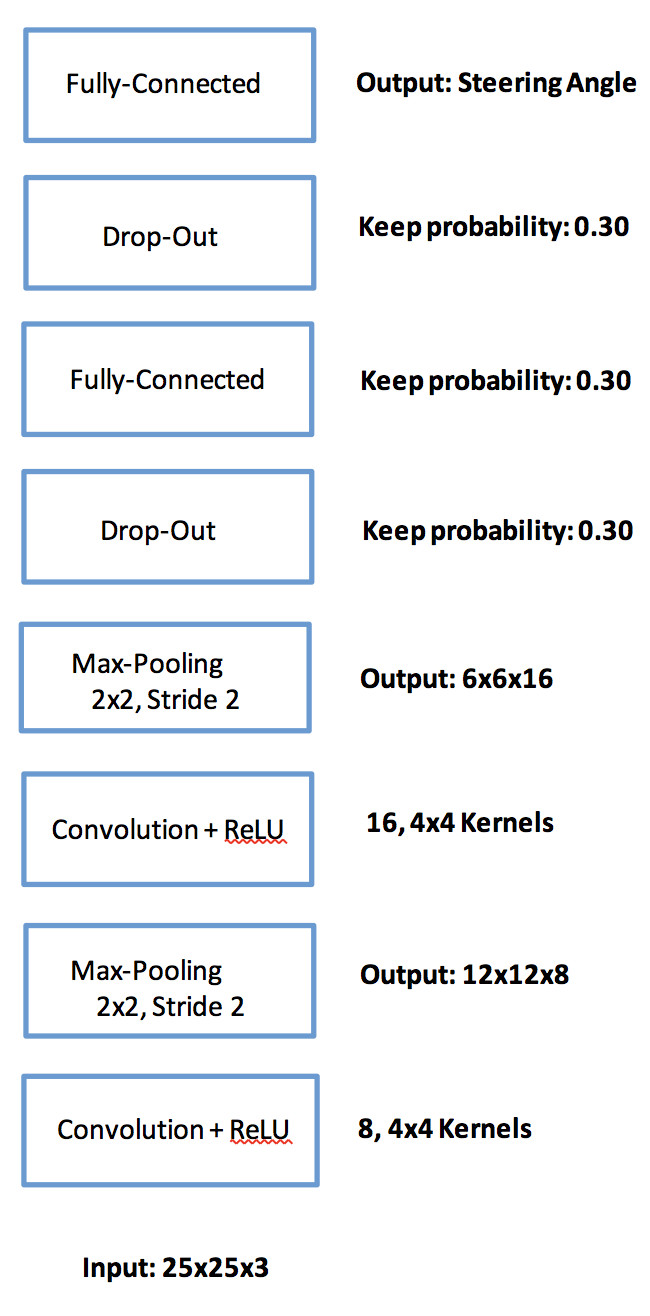 Fully-Connected
Output: Steering Angle
Drop-Out
Keep probability: 0.30
Fully-Connected
Keep probability: 0.30
Drop-Out
Keep probability: 0.30
Max-Pooling
2x2, Stride 2
Output: 6x6x16
Convolution + ReLU
16, 4x4 Kernels
Max-Pooling
2x2, Stride 2
Output: 12x12x8
Convolution + ReLU
8, 4x4 Kernels
Input: 25x25x3